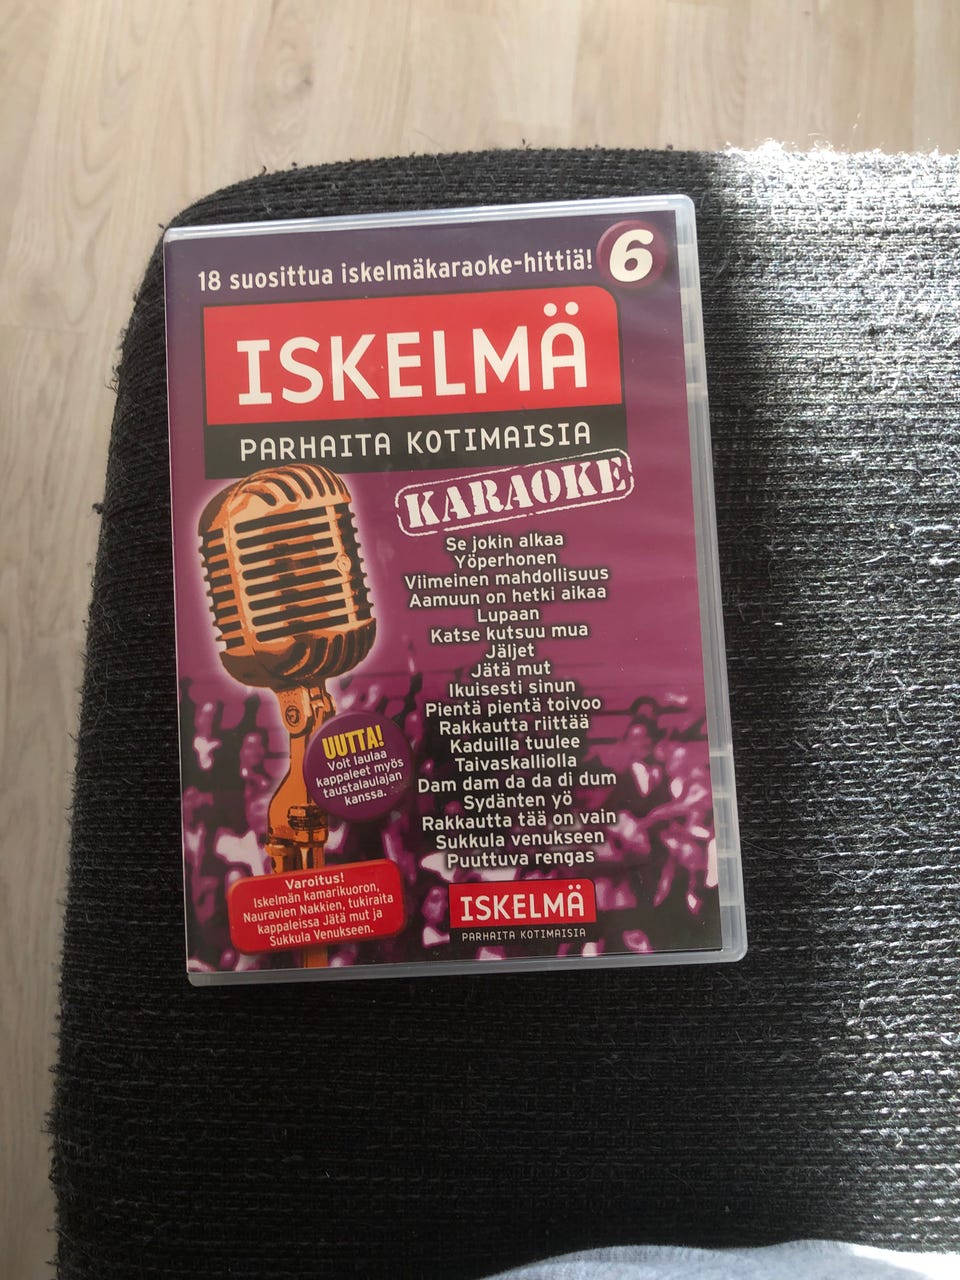 18 suosittua iskelmäkaraoke-hittiä!
6
ISKELMÄ
PARHAITA KOTIMAISIA
KARAOKE
Se jokin alkaa
Yöperhonen
Viimeinen mahdollisuus
Aamuun on hetki aikaa
Lupaan
Katse kutsuu mua
Jäljet
Jätä mut
Ikuisesti sinun
Pientä pientä toivoo
Rakkautta riittää
Kaduilla tuulee
Taivaskalliolla
Dam dam da da di dum
Sydänten yö
Rakkautta tää on vain
Sukkula venukseen
Puuttuva rengas
UUTTA!
Voit laulaa
kappaleet myös
taustalaulajan
kanssa.
Varoitus!
Iskelmän kamarikuoron,
Nauravien Nakkien, tukiraita
kappaleissa Jätä mut ja
Sukkula Venukseen.
ISKELMÄ
PARHAITA KOTIMAISIA